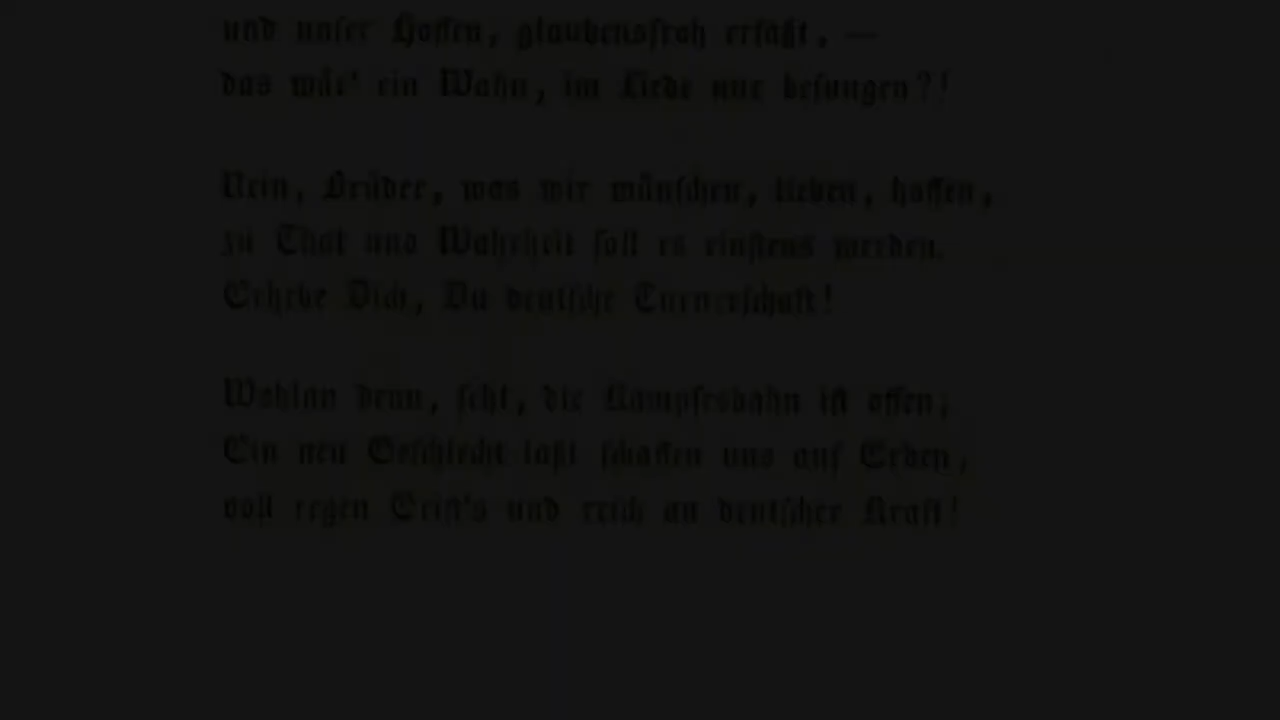 und unser Hoffen, glaubensfroh erfaßt, —
das wär' ein Wahn, im Liede nur besungen?!
Nein, Brüder, was wir wünschen, lieben, hoffen,
zu That und Wahrheit soll es einstens werden.
Erhebe Dich, Du deutsche Turnerschaft!
Wohlan denn, seht, die Kampfesbahn ist offen,
Ein neu Geschlecht laßt schaffen uns auf Erden,
voll regen Geist's und reich an deutscher Kraft!